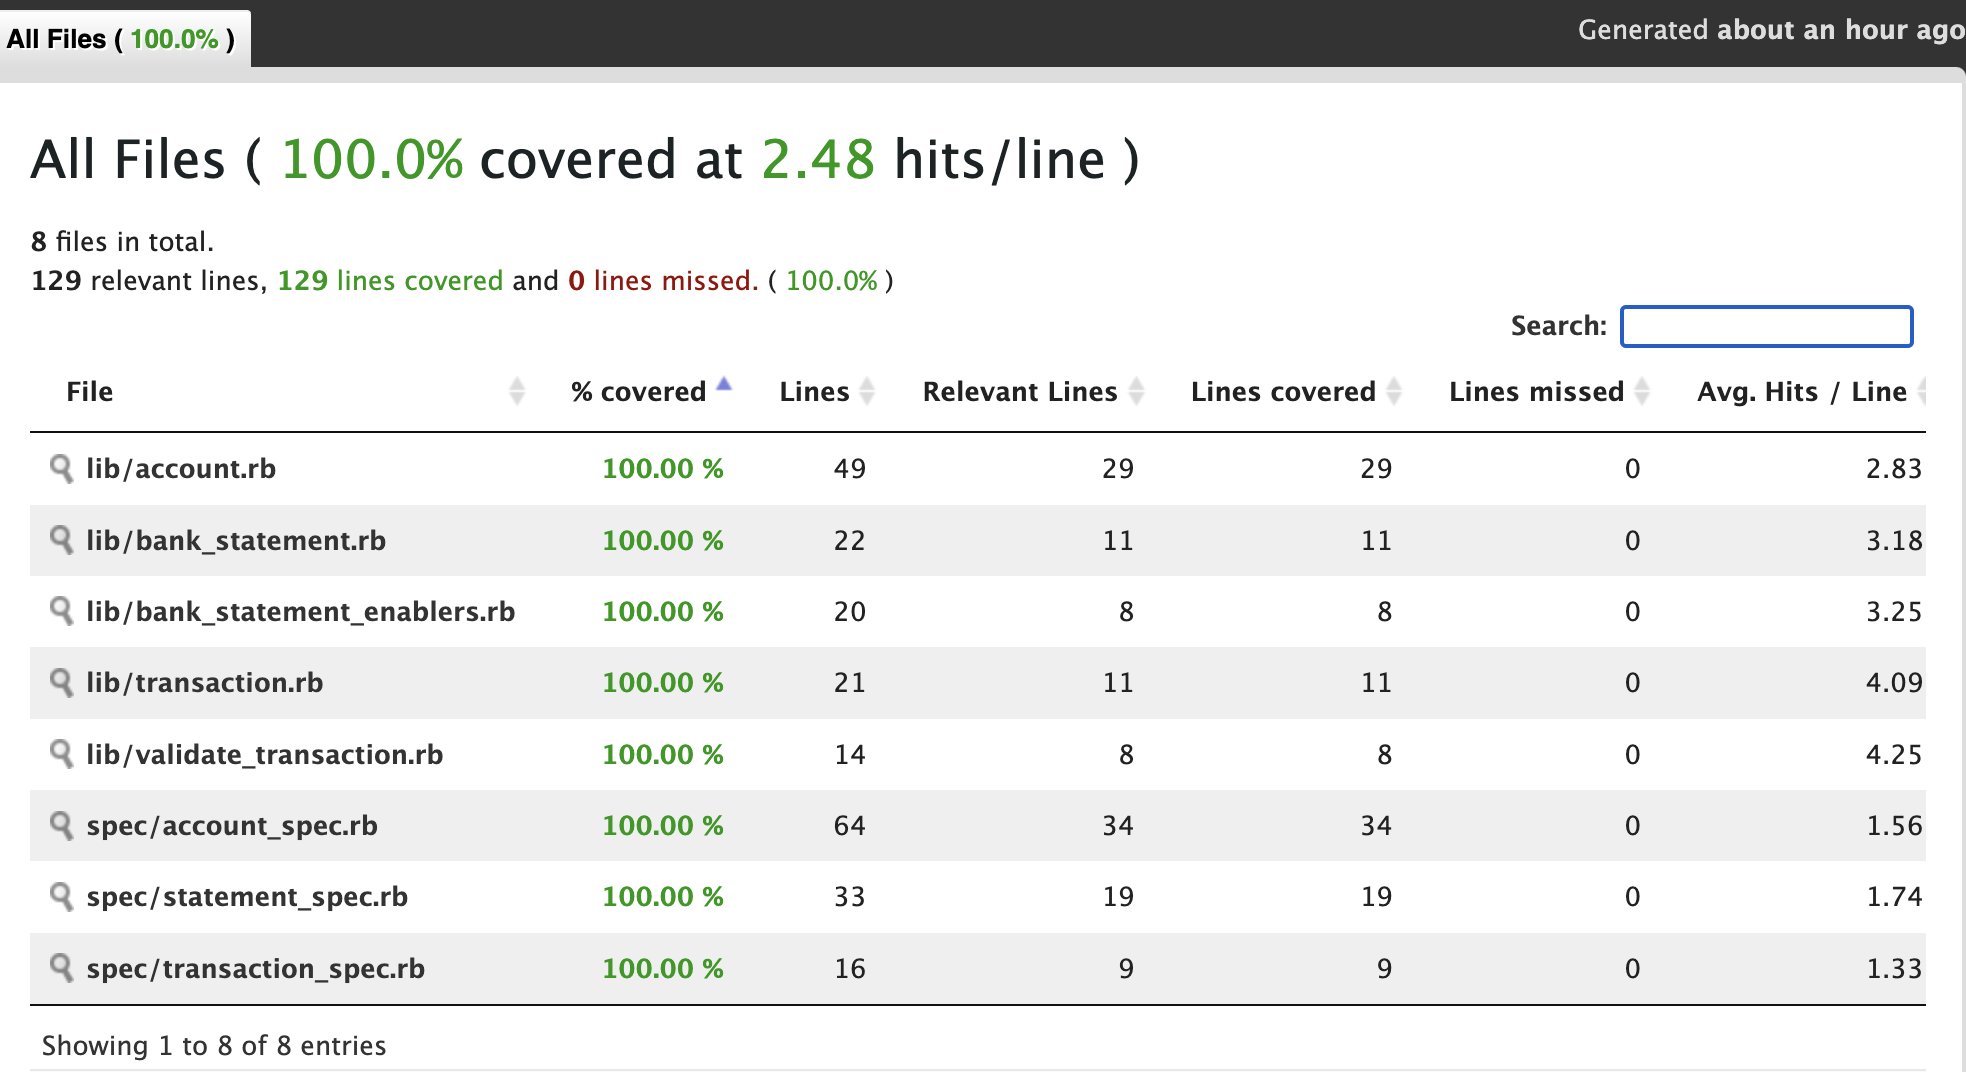 All Files ( 100.0% )
Generated about an hour ago
All Files ( 100.0% covered at 2.48 hits/line )
8 files in total.
129 relevant lines, 129 lines covered and 0 lines missed. ( 100.0% )
Search:
File % covered Lines Relevant Lines Lines covered Lines missed Avg. Hits / Line
lib/account.rb 100.00 % 49 29 29 0 2.83
lib/bank_statement.rb 100.00 % 22 11 11 0 3.18
lib/bank_statement_enablers.rb 100.00 % 20 8 8 0 3.25
lib/transaction.rb 100.00 % 21 11 11 0 4.09
lib/validate_transaction.rb 100.00 % 14 8 8 0 4.25
spec/account_spec.rb 100.00 % 64 34 34 0 1.56
spec/statement_spec.rb 100.00 % 33 19 19 0 1.74
spec/transaction_spec.rb 100.00 % 16 9 9 0 1.33
Showing 1 to 8 of 8 entries